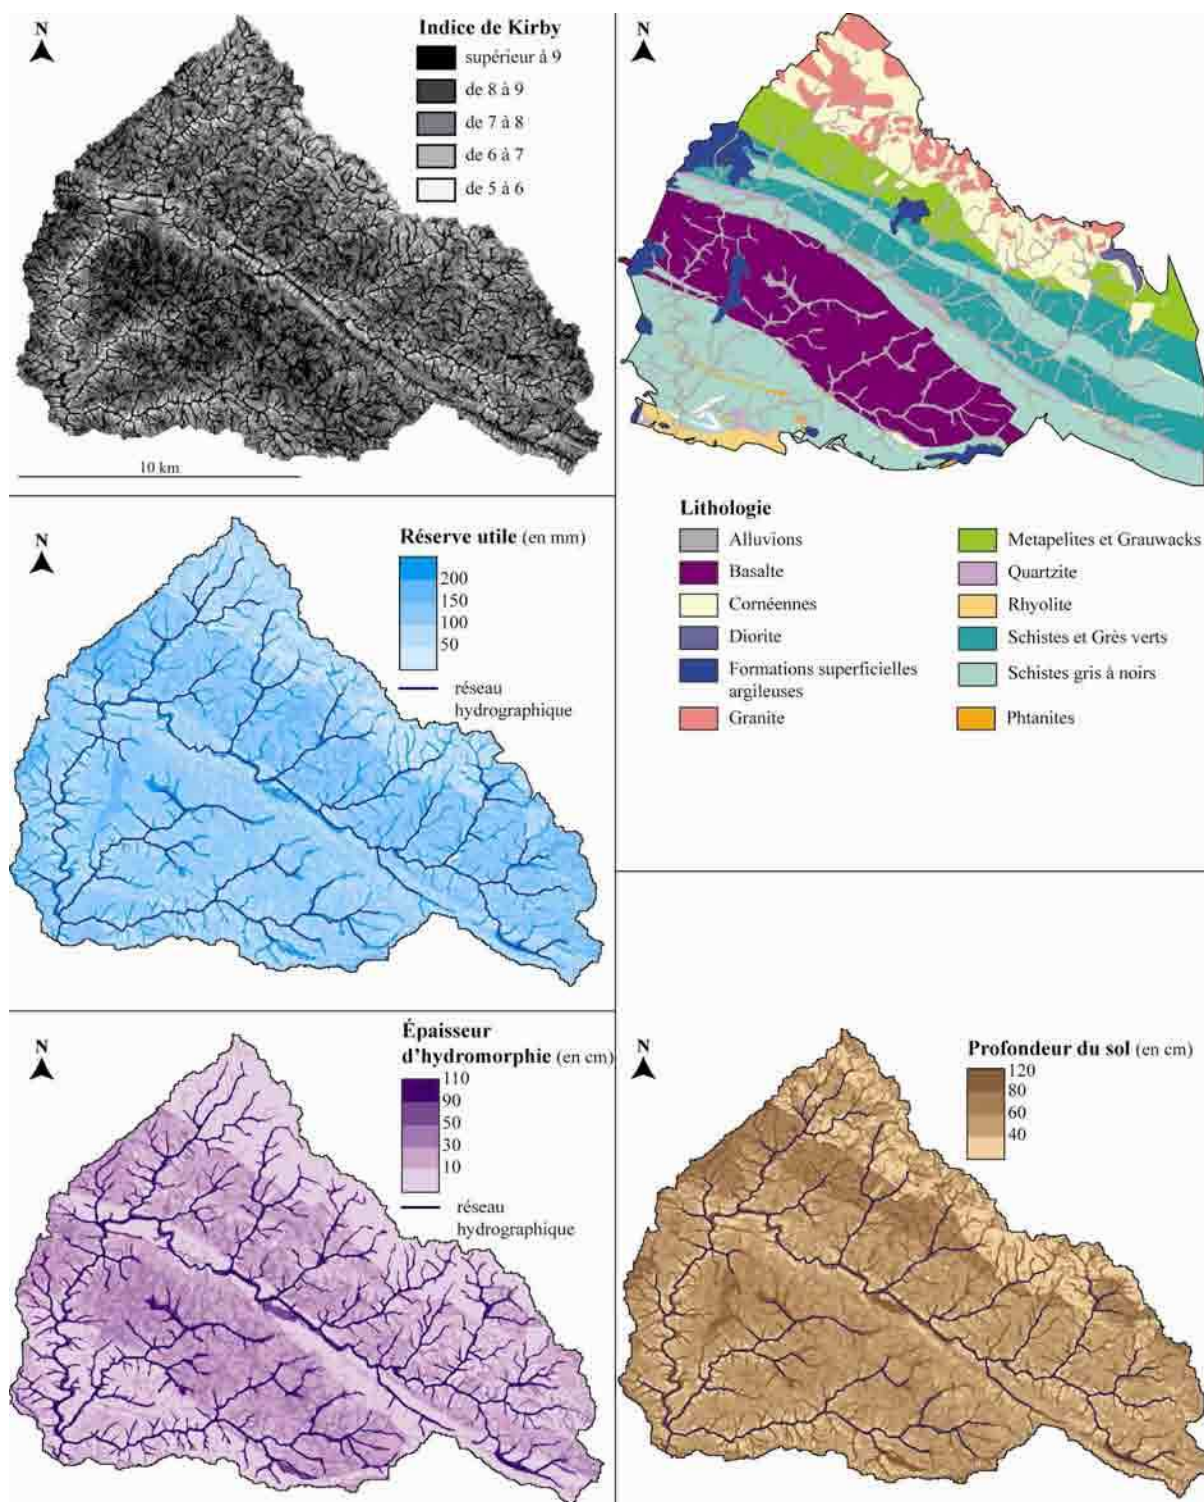 N
Indice de Kirby
supérieur à 9
de 8 à 9
de 7 à 8
de 6 à 7
de 5 à 6
10 km
N
Lithologie
Alluvions
Basalte
Cornéennes
Diorite
Formations superficielles
argileuses
Granite
Metapelites et Grauwacks
Quartzite
Rhyolite
Schistes et Grès verts
Schistes gris à noirs
Phtanites
N
Réserve utile (en mm)
200
150
100
50
réseau
hydrographique
N
Épaisseur
d'hydromorphie (en cm)
110
90
50
30
10
réseau
hydrographique
N
Profondeur du sol (en cm)
120
80
60
40